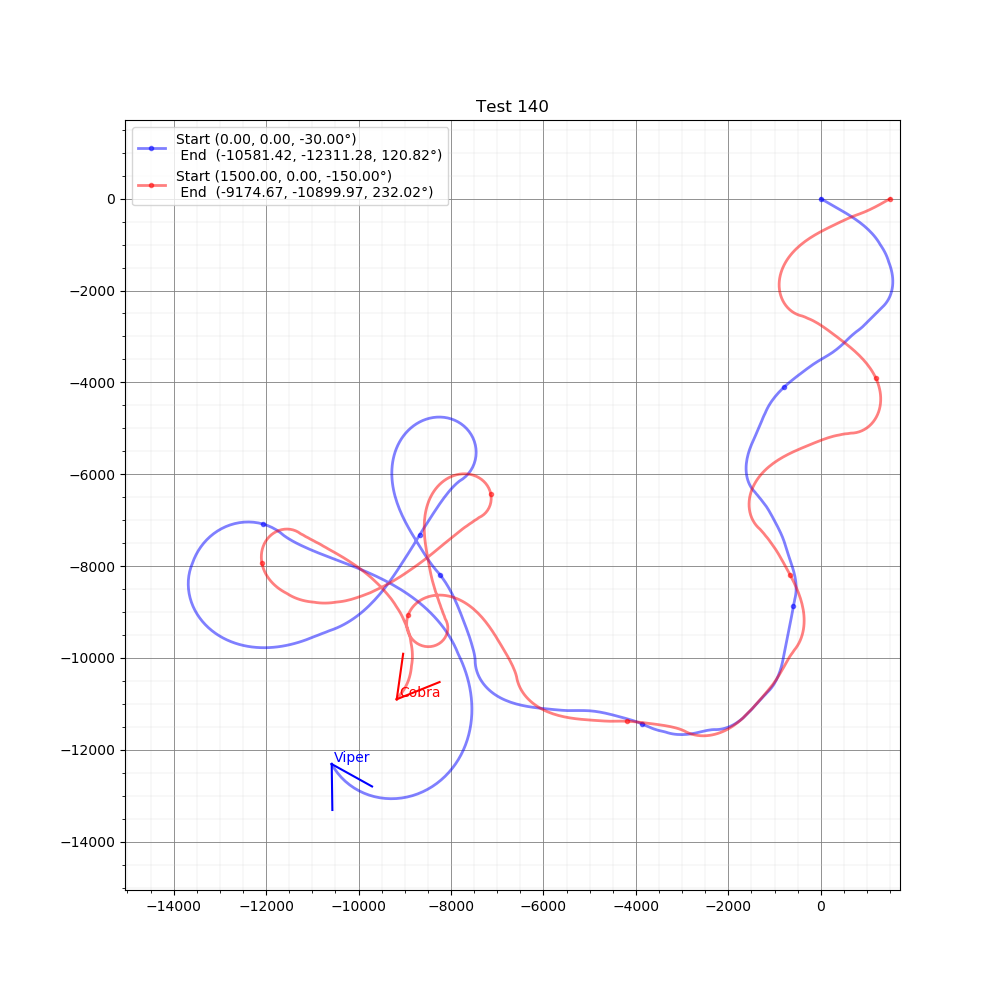 Test 140
Start (0.00, 0.00, -30.00°)
End  (-10581.42, -12311.28, 120.82°)
Start (1500.00, 0.00, -150.00°)
End  (-9174.67, -10899.97, 232.02°)
0
−2000
−4000
−6000
−8000
−10000
−12000
−14000
Cobra
Viper
−14000 −12000 −10000 −8000 −6000 −4000 −2000 0